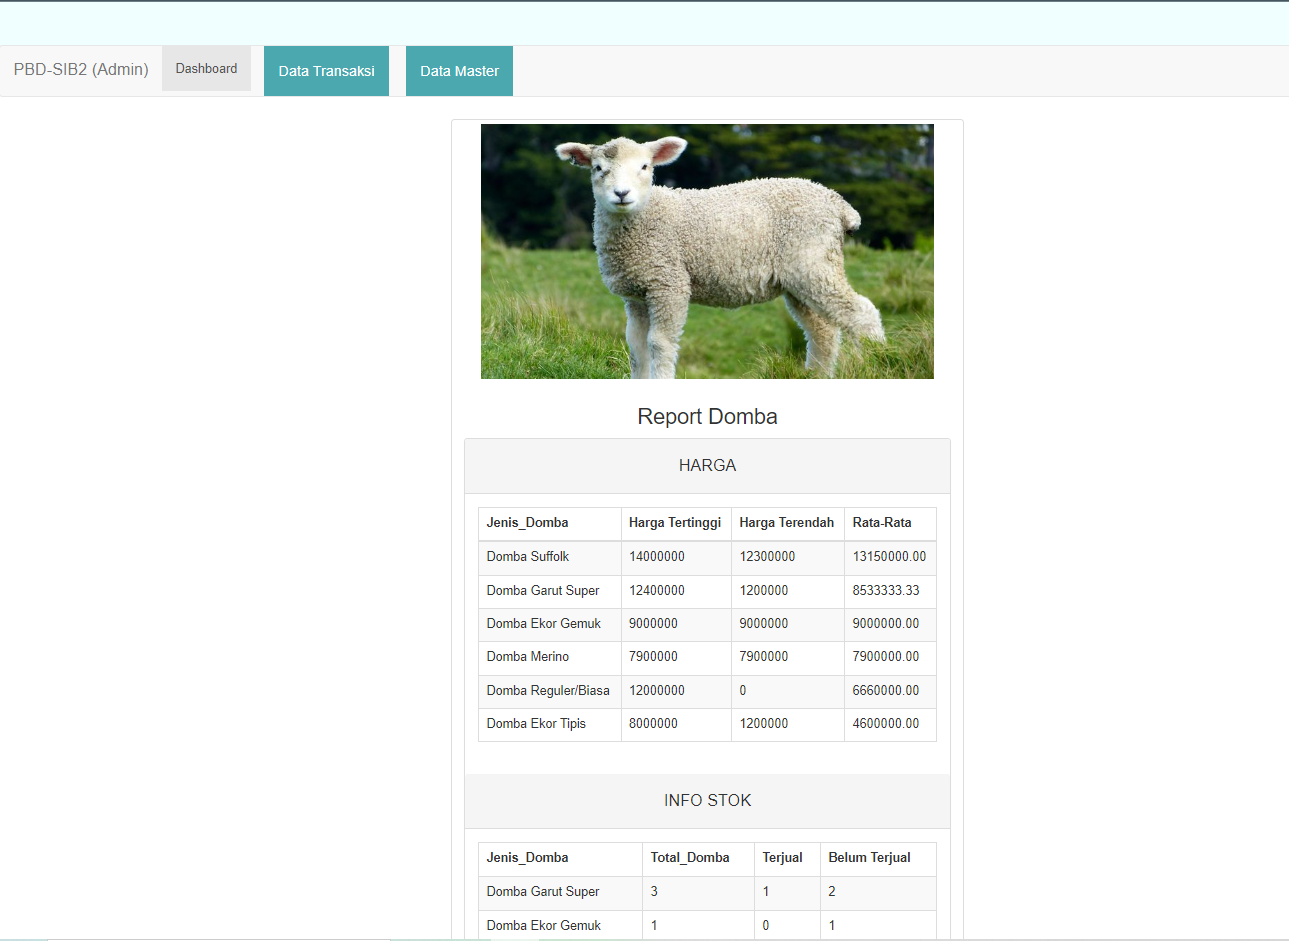 PBD-SIB2 (Admin) Dashboard Data Transaksi Data Master
Report Domba
HARGA
Jenis_Domba Harga Tertinggi Harga Terendah Rata-Rata
Domba Suffolk 14000000 12300000 13150000.00
Domba Garut Super 12400000 1200000 8533333.33
Domba Ekor Gemuk 9000000 9000000 9000000.00
Domba Merino 7900000 7900000 7900000.00
Domba Reguler/Biasa 12000000 0 6660000.00
Domba Ekor Tipis 8000000 1200000 4600000.00
INFO STOK
Jenis_Domba Total_Domba Terjual Belum Terjual
Domba Garut Super 3 1 2
Domba Ekor Gemuk 1 0 1